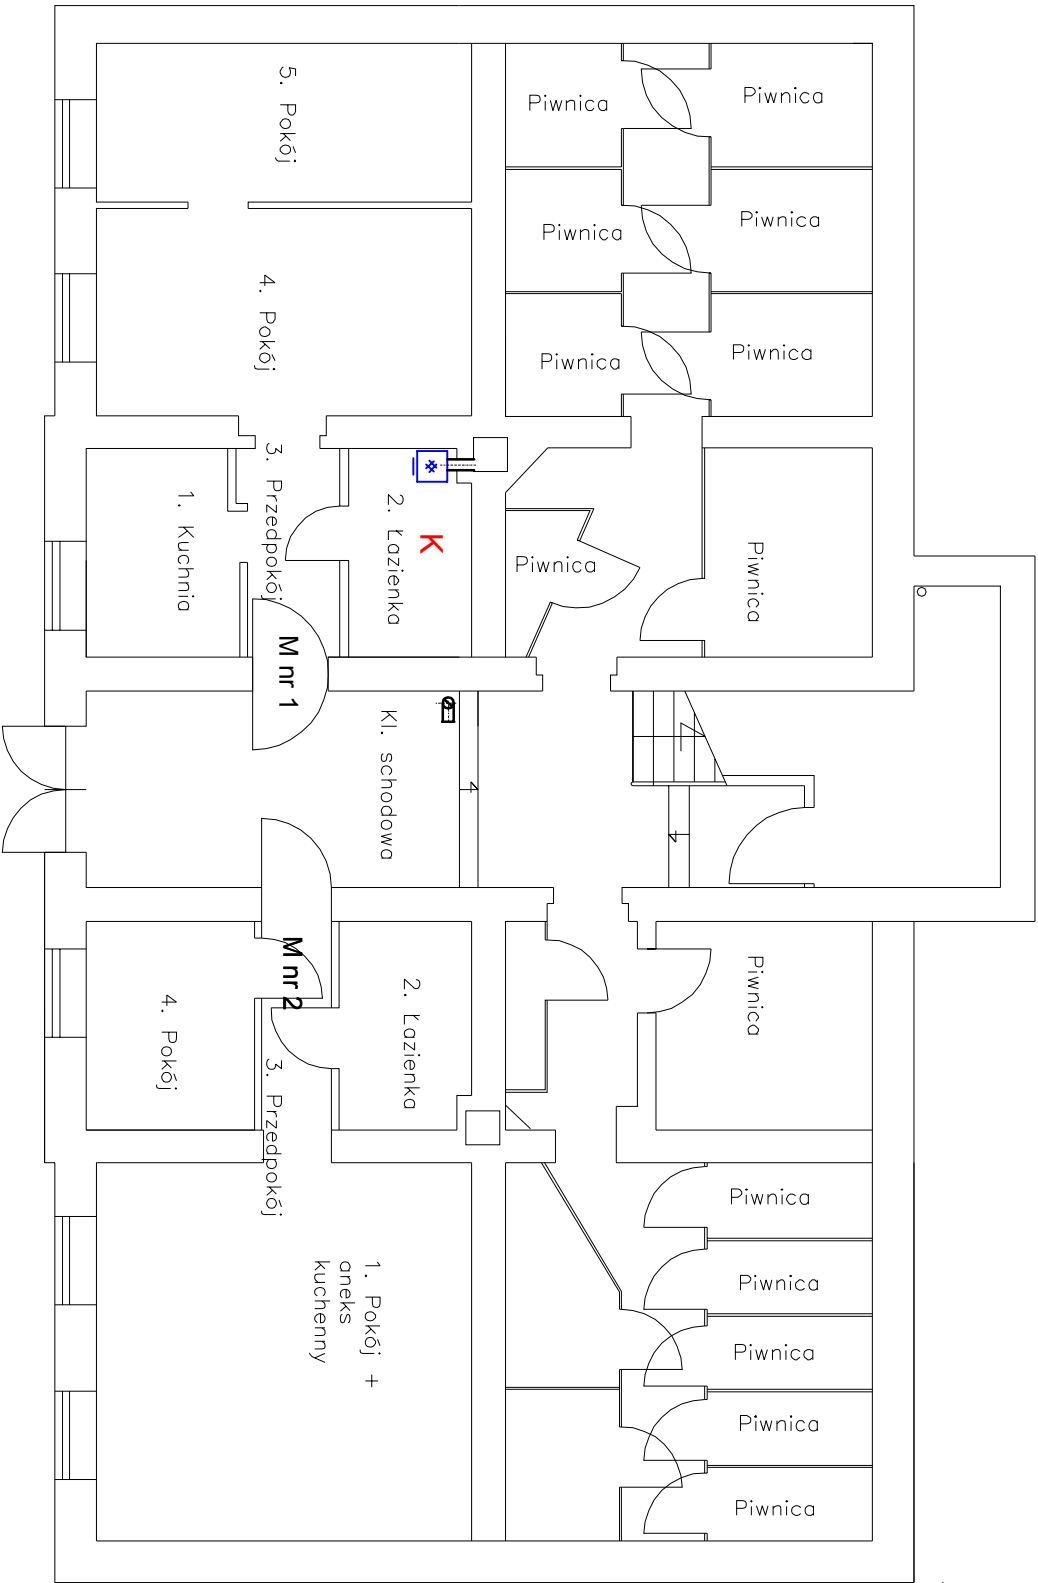 5. Pokój
Piwnica
Piwnica
Piwnica
Piwnica
4. Pokój
Piwnica
Piwnica
3. Przedpokój
1. Kuchnia
2. Łazienka
K
Piwnica
Piwnica
M nr 1
Kl. schodowa
M nr 2
4. Pokój
2. Łazienka
Piwnica
3. Przedpokój
Piwnica
1. Pokój +
aneks
kuchenny
Piwnica
Piwnica
Piwnica
Piwnica